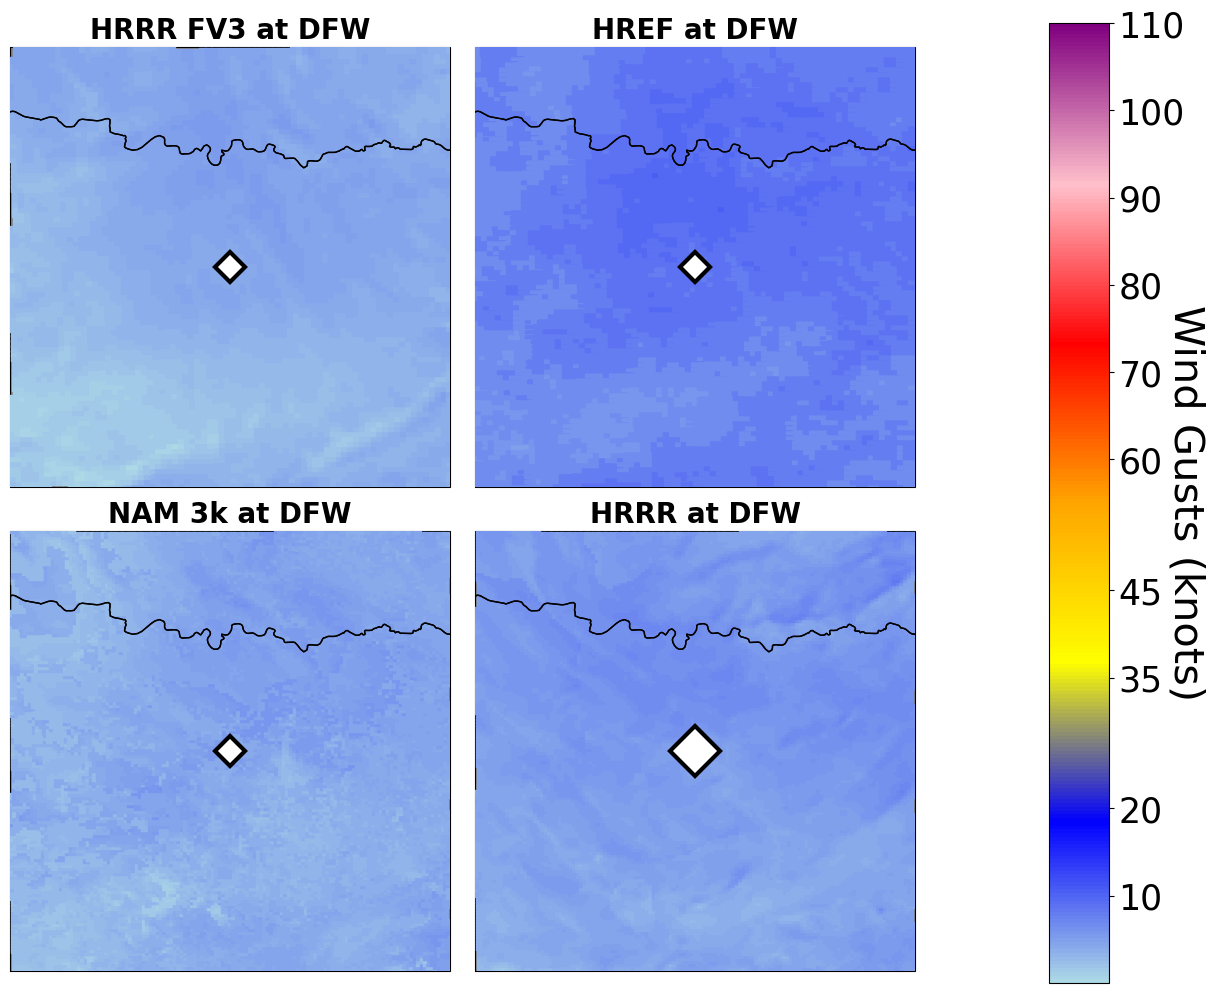 HRRR FV3 at DFW
HREF at DFW
NAM 3k at DFW
HRRR at DFW
110
100
90
80
70
60
45
35
20
10
Wind Gusts (knots)